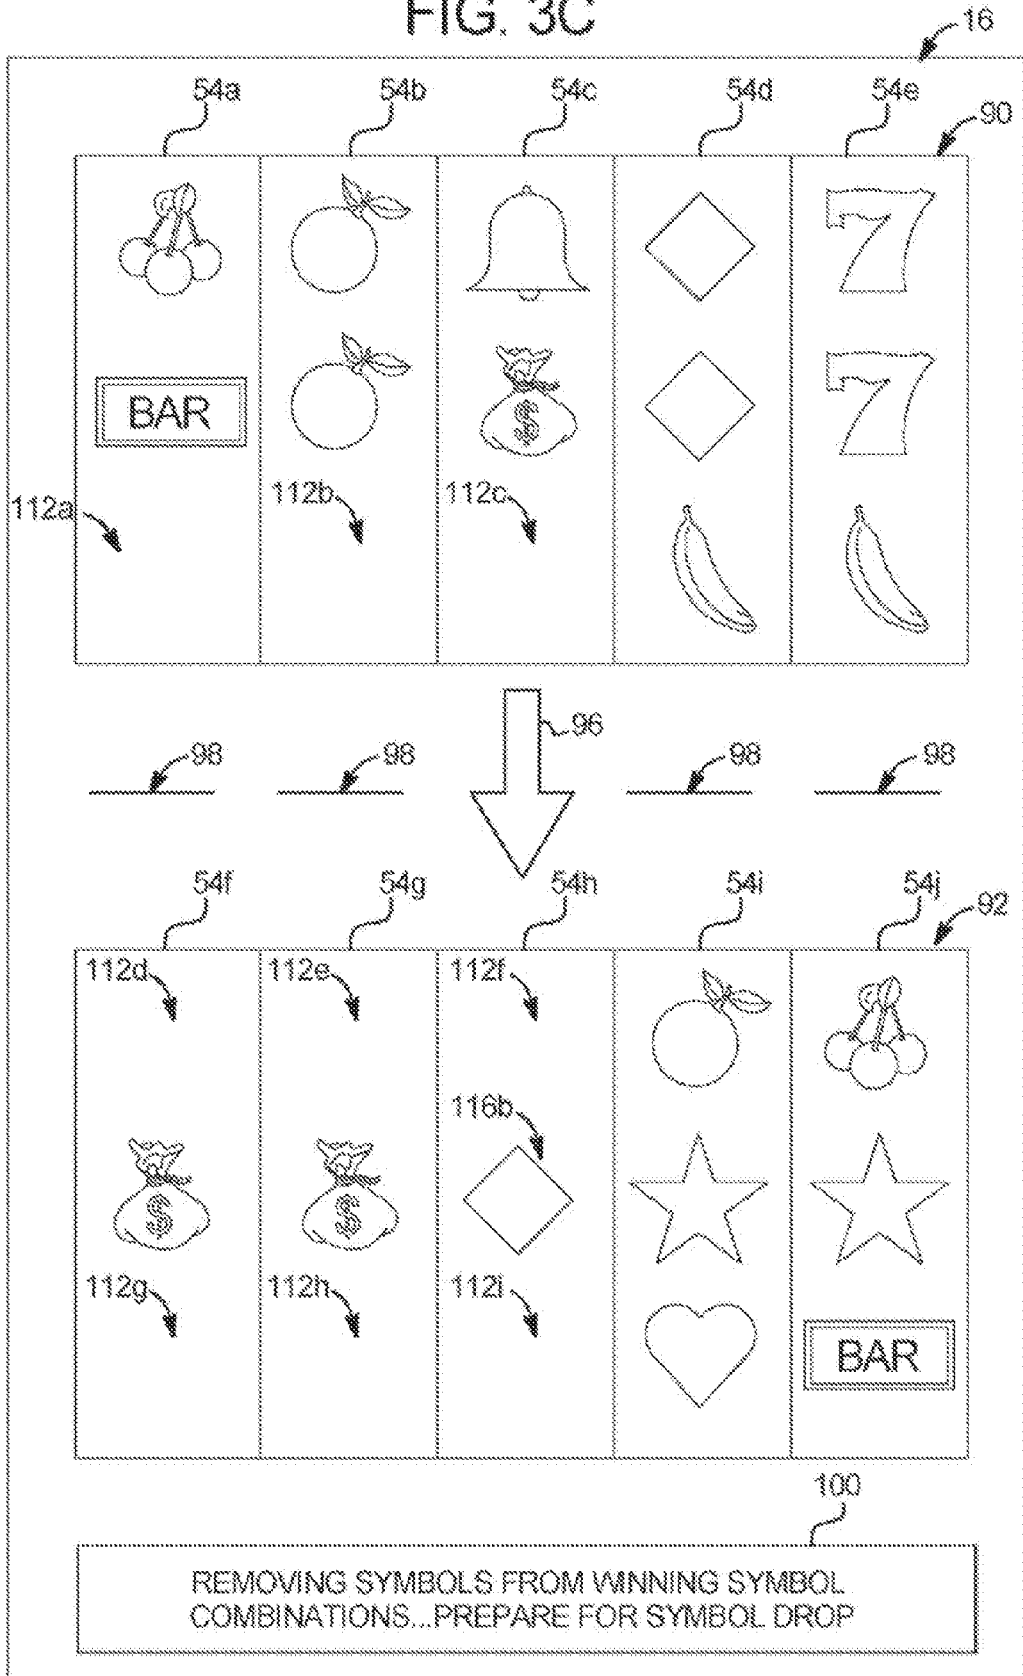 FIG. 3C
16
54a 54b 54c 54d 54e
90
7
BAR $ 7
112a 112b 112c
96
98 98 98 98
54f 54g 54h 54i 54j
92
112d 112e 112f
116b
$ $
112g 112h 112i
BAR
100
REMOVING SYMBOLS FROM WINNING SYMBOL
COMBINATIONS...PREPARE FOR SYMBOL DROP